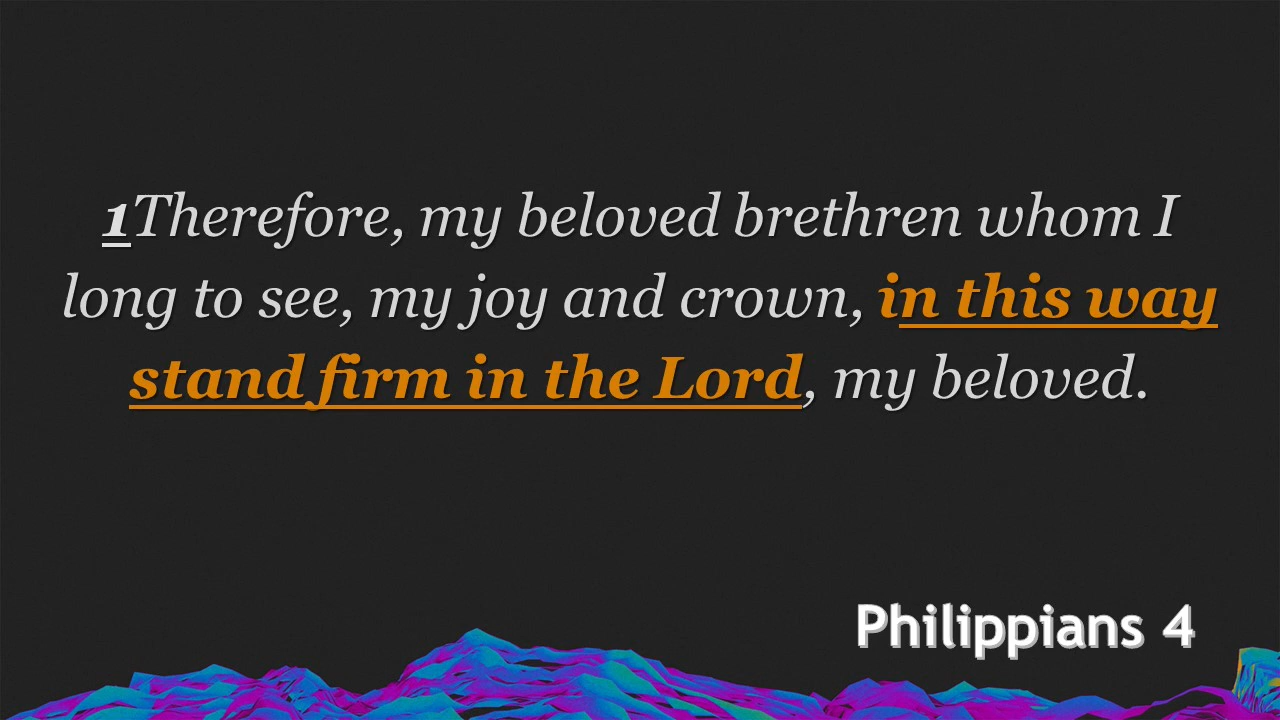 1Therefore, my beloved brethren whom I
long to see, my joy and crown, in this way
stand firm in the Lord, my beloved.
Philippians 4